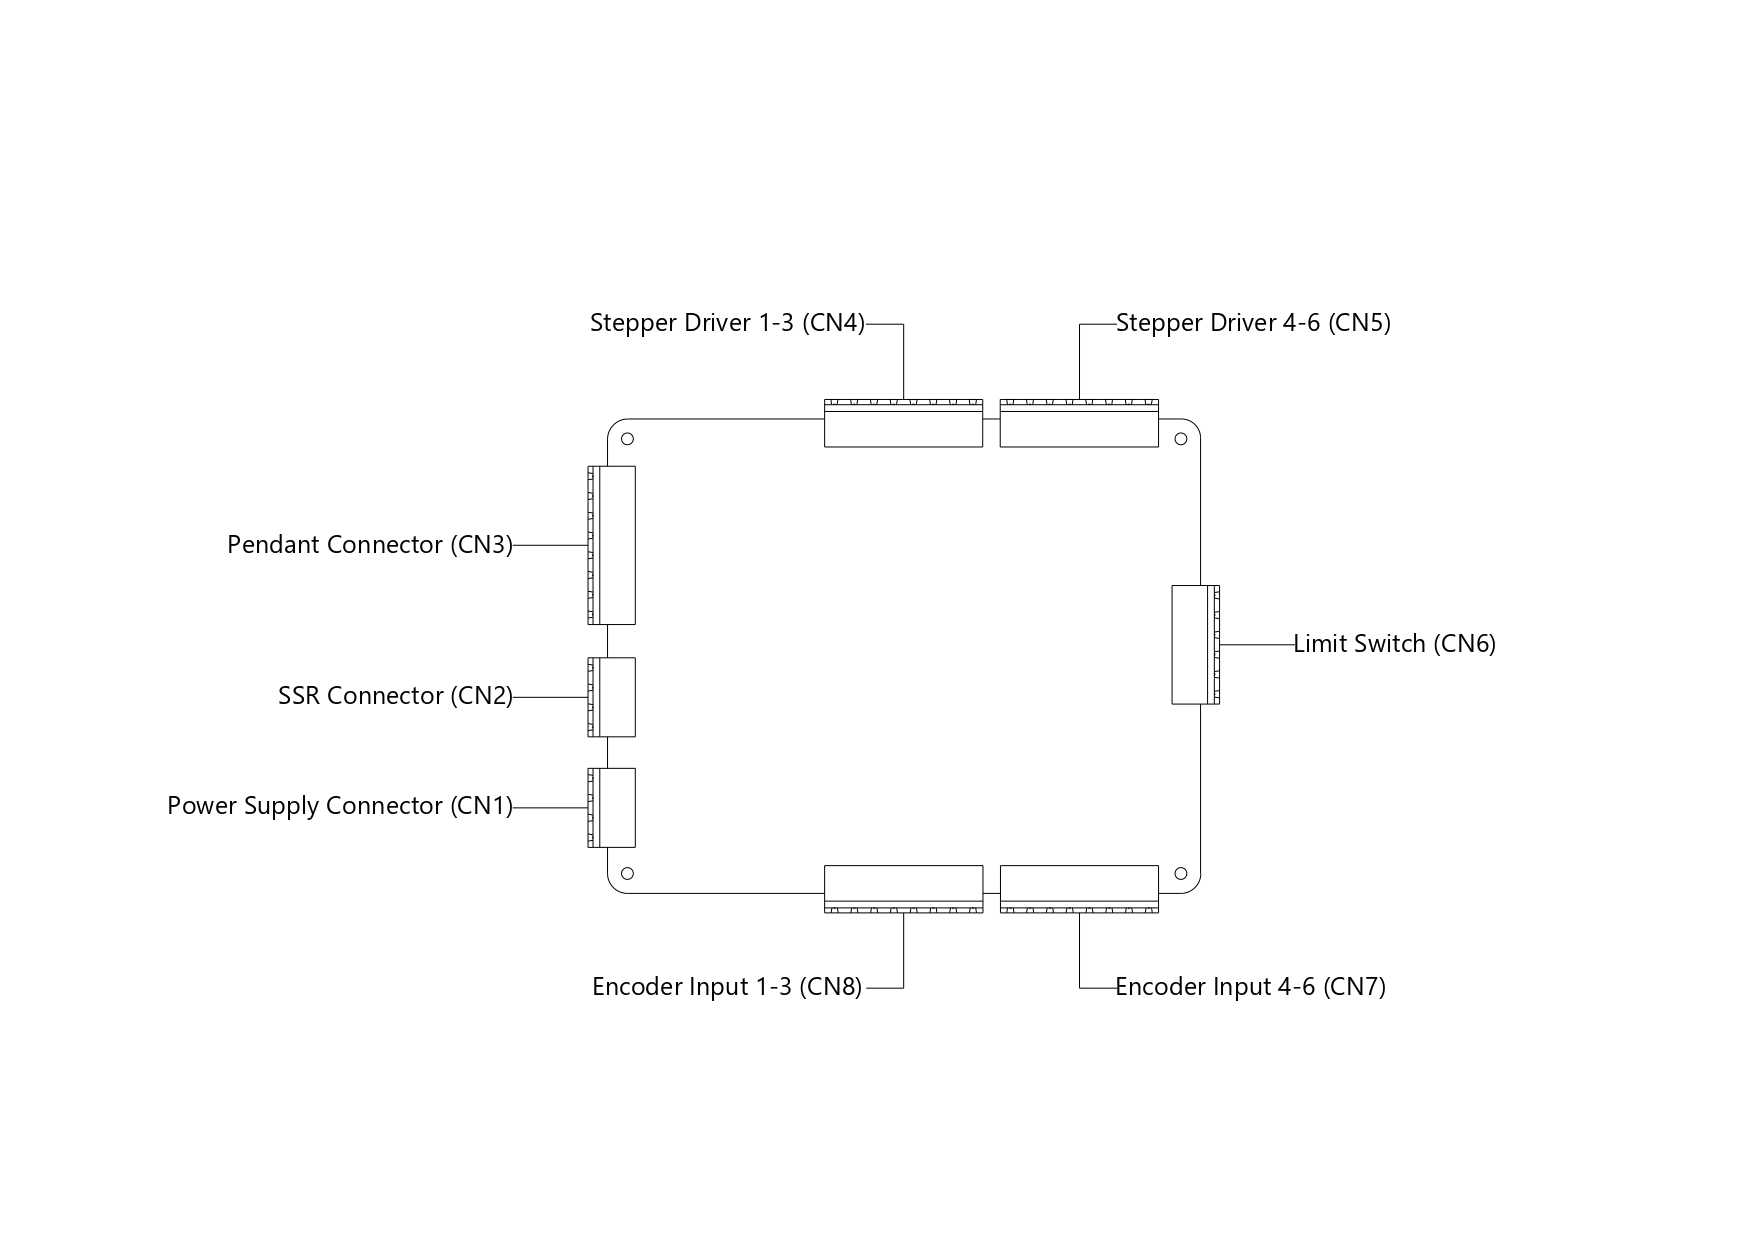 Stepper Driver 1-3 (CN4)
Stepper Driver 4-6 (CN5)
Pendant Connector (CN3)
Limit Switch (CN6)
SSR Connector (CN2)
Power Supply Connector (CN1)
Encoder Input 1-3 (CN8)
Encoder Input 4-6 (CN7)